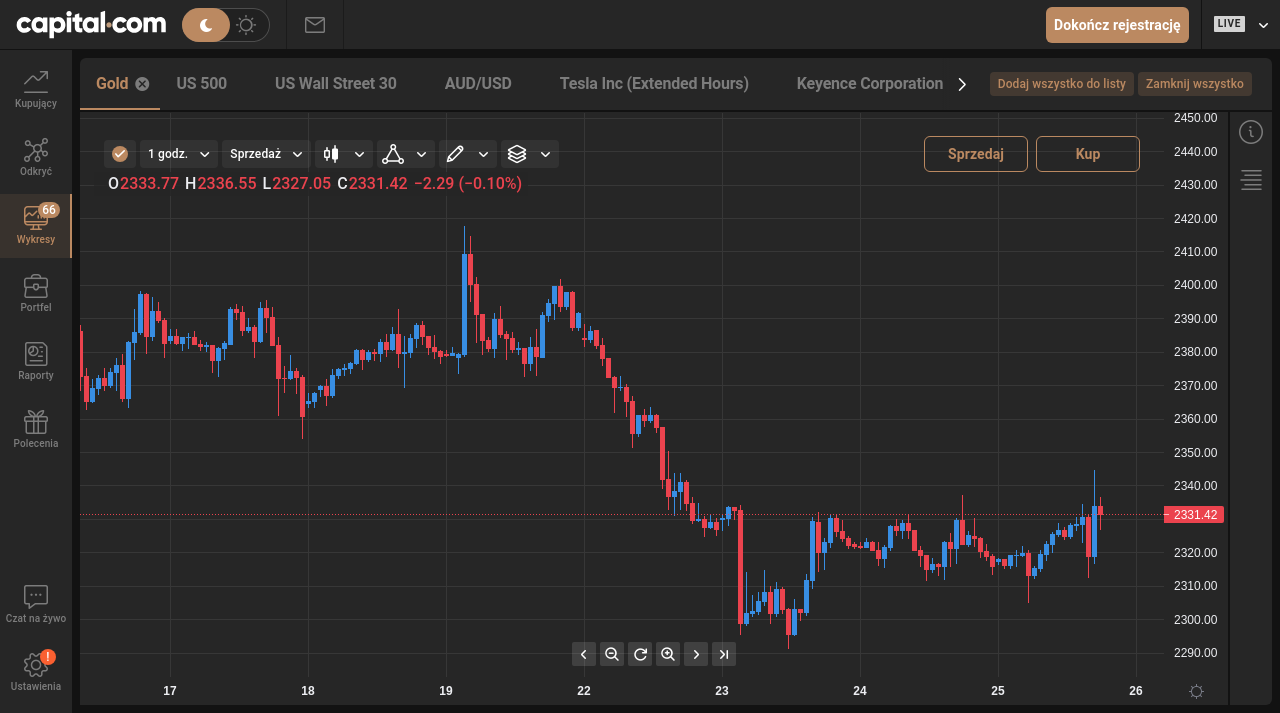 capital.com
Dokończ rejestrację
LIVE
Kupujący
Odkryć
66
Wykresy
Portfel
Raporty
Polecenia
Czat na żywo
!
Ustawienia
Gold US 500 US Wall Street 30 AUD/USD Tesla Inc (Extended Hours) Keyence Corporation Dodaj wszystko do listy Zamknij wszystko
1 godz. Sprzedaż
Sprzedaj Kup
O2333.77 H2336.55 L2327.05 C2331.42 −2.29 (−0.10%)
2450.00
2440.00
2430.00
2420.00
2410.00
2400.00
2390.00
2380.00
2370.00
2360.00
2350.00
2340.00
2331.42
2320.00
2310.00
2300.00
2290.00
17 18 19 22 23 24 25 26